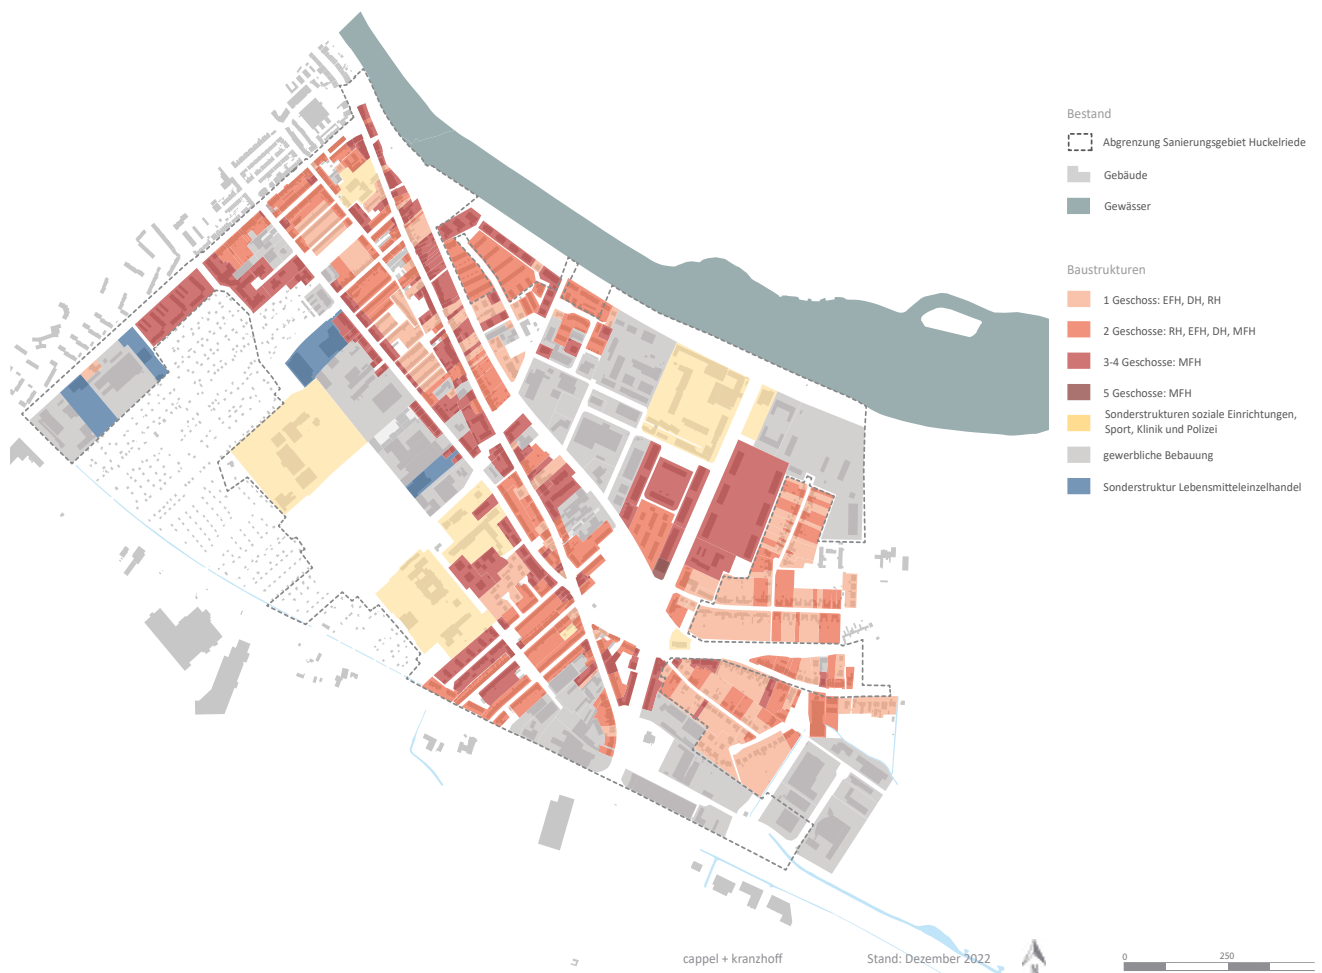 Bestand
Abgrenzung Sanierungsgebiet Huckelriede
Gebäude
Gewässer
Baustrukturen
1 Geschoss: EFH, DH, RH
2 Geschosse: RH, EFH, DH, MFH
3-4 Geschosse: MFH
5 Geschosse: MFH
Sonderstrukturen soziale Einrichtungen,
Sport, Klinik und Polizei
gewerbliche Bebauung
Sonderstruktur Lebensmitteleinzelhandel
cappel + kranzhoff
Stand: Dezember 2022
0 250